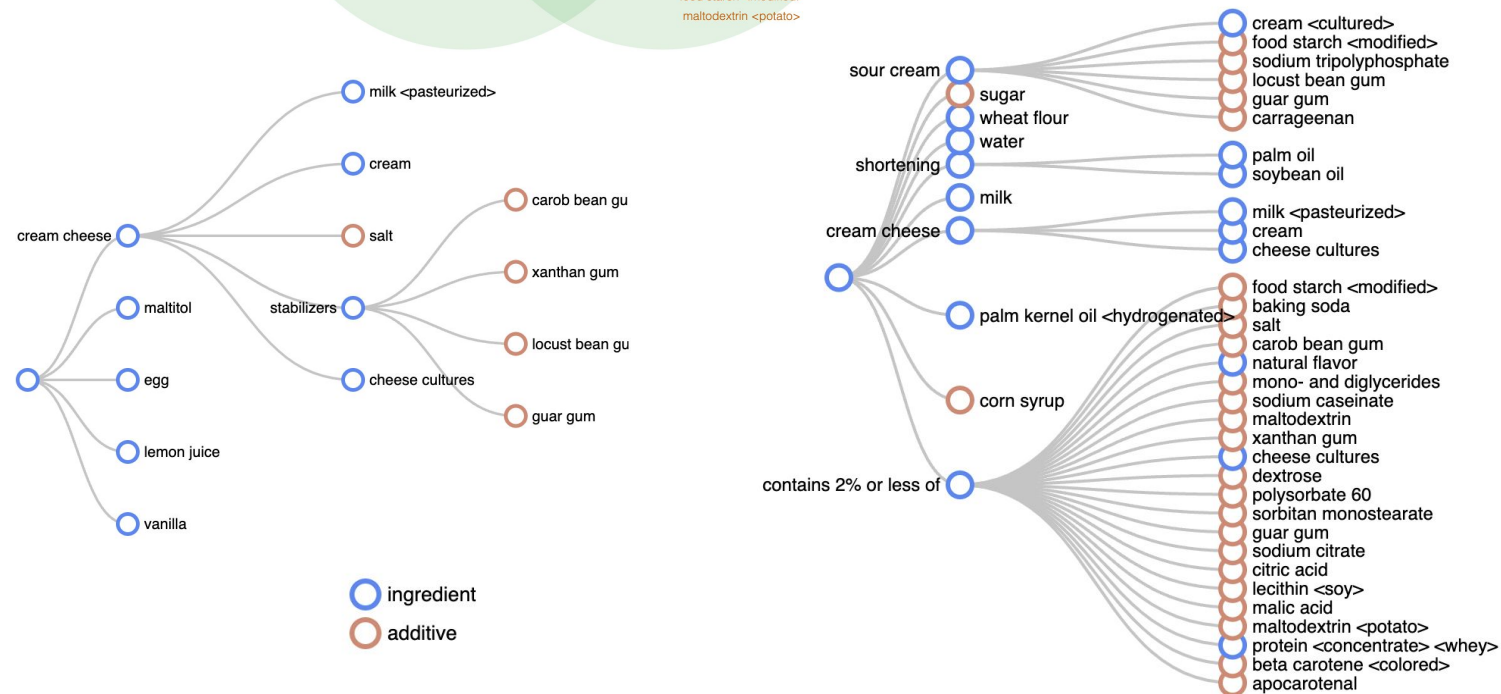 maltodextrin <potato>
milk <pasteurized>
cream
carob bean gu
cream cheese
salt
xanthan gum
maltitol
stabilizers
locust bean gu
egg
cheese cultures
guar gum
lemon juice
vanilla
ingredient
additive
cream <cultured>
food starch <modified>
sour cream
sodium tripolyphosphate
locust bean gum
sugar
guar gum
wheat flour
carrageenan
water
shortening
palm oil
soybean oil
milk
milk <pasteurized>
cream cheese
cream
cheese cultures
food starch <modified>
palm kernel oil <hydrogenated>
baking soda
salt
carob bean gum
natural flavor
mono- and diglycerides
corn syrup
sodium caseinate
maltodextrin
xanthan gum
cheese cultures
contains 2% or less of
dextrose
polysorbate 60
sorbitan monostearate
guar gum
sodium citrate
citric acid
lecithin <soy>
malic acid
maltodextrin <potato>
protein <concentrate> <whey>
beta carotene <colored>
apocarotenal